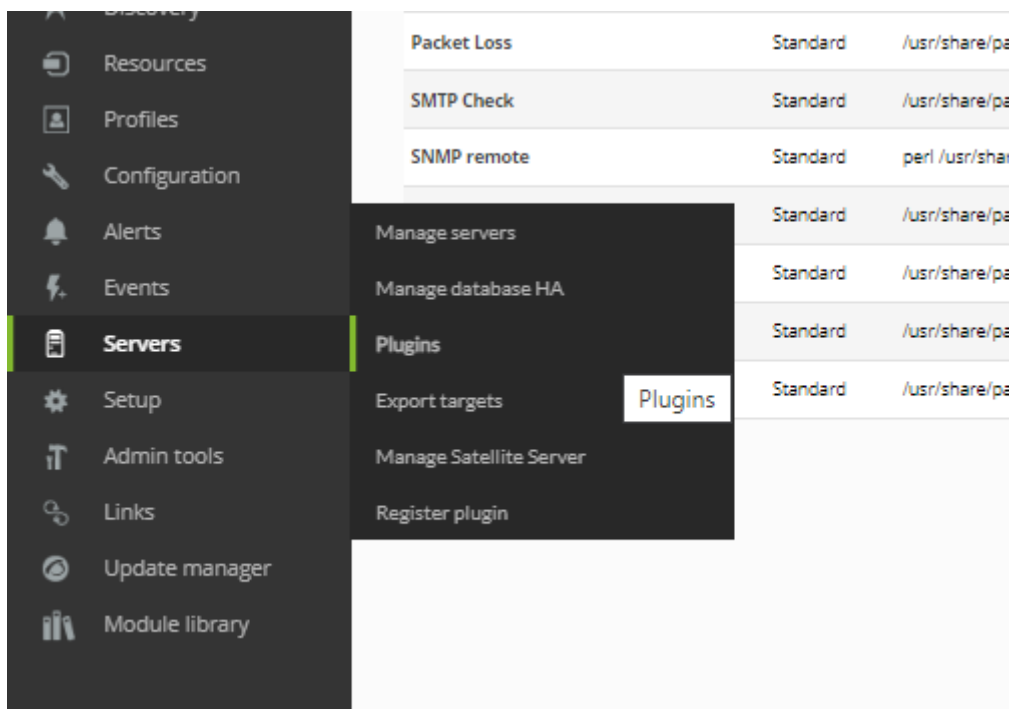 Discovery
Resources
Profiles
Configuration
Alerts
Events
Servers
Setup
Admin tools
Links
Update manager
Module library
Manage servers
Manage database HA
Plugins
Export targets
Manage Satellite Server
Register plugin
Plugins
Packet Loss Standard /usr/share/pa
SMTP Check Standard /usr/share/pa
SNMP remote Standard perl /usr/shar
Standard /usr/share/pa
Standard /usr/share/pa
Standard /usr/share/pa
Standard /usr/share/pa